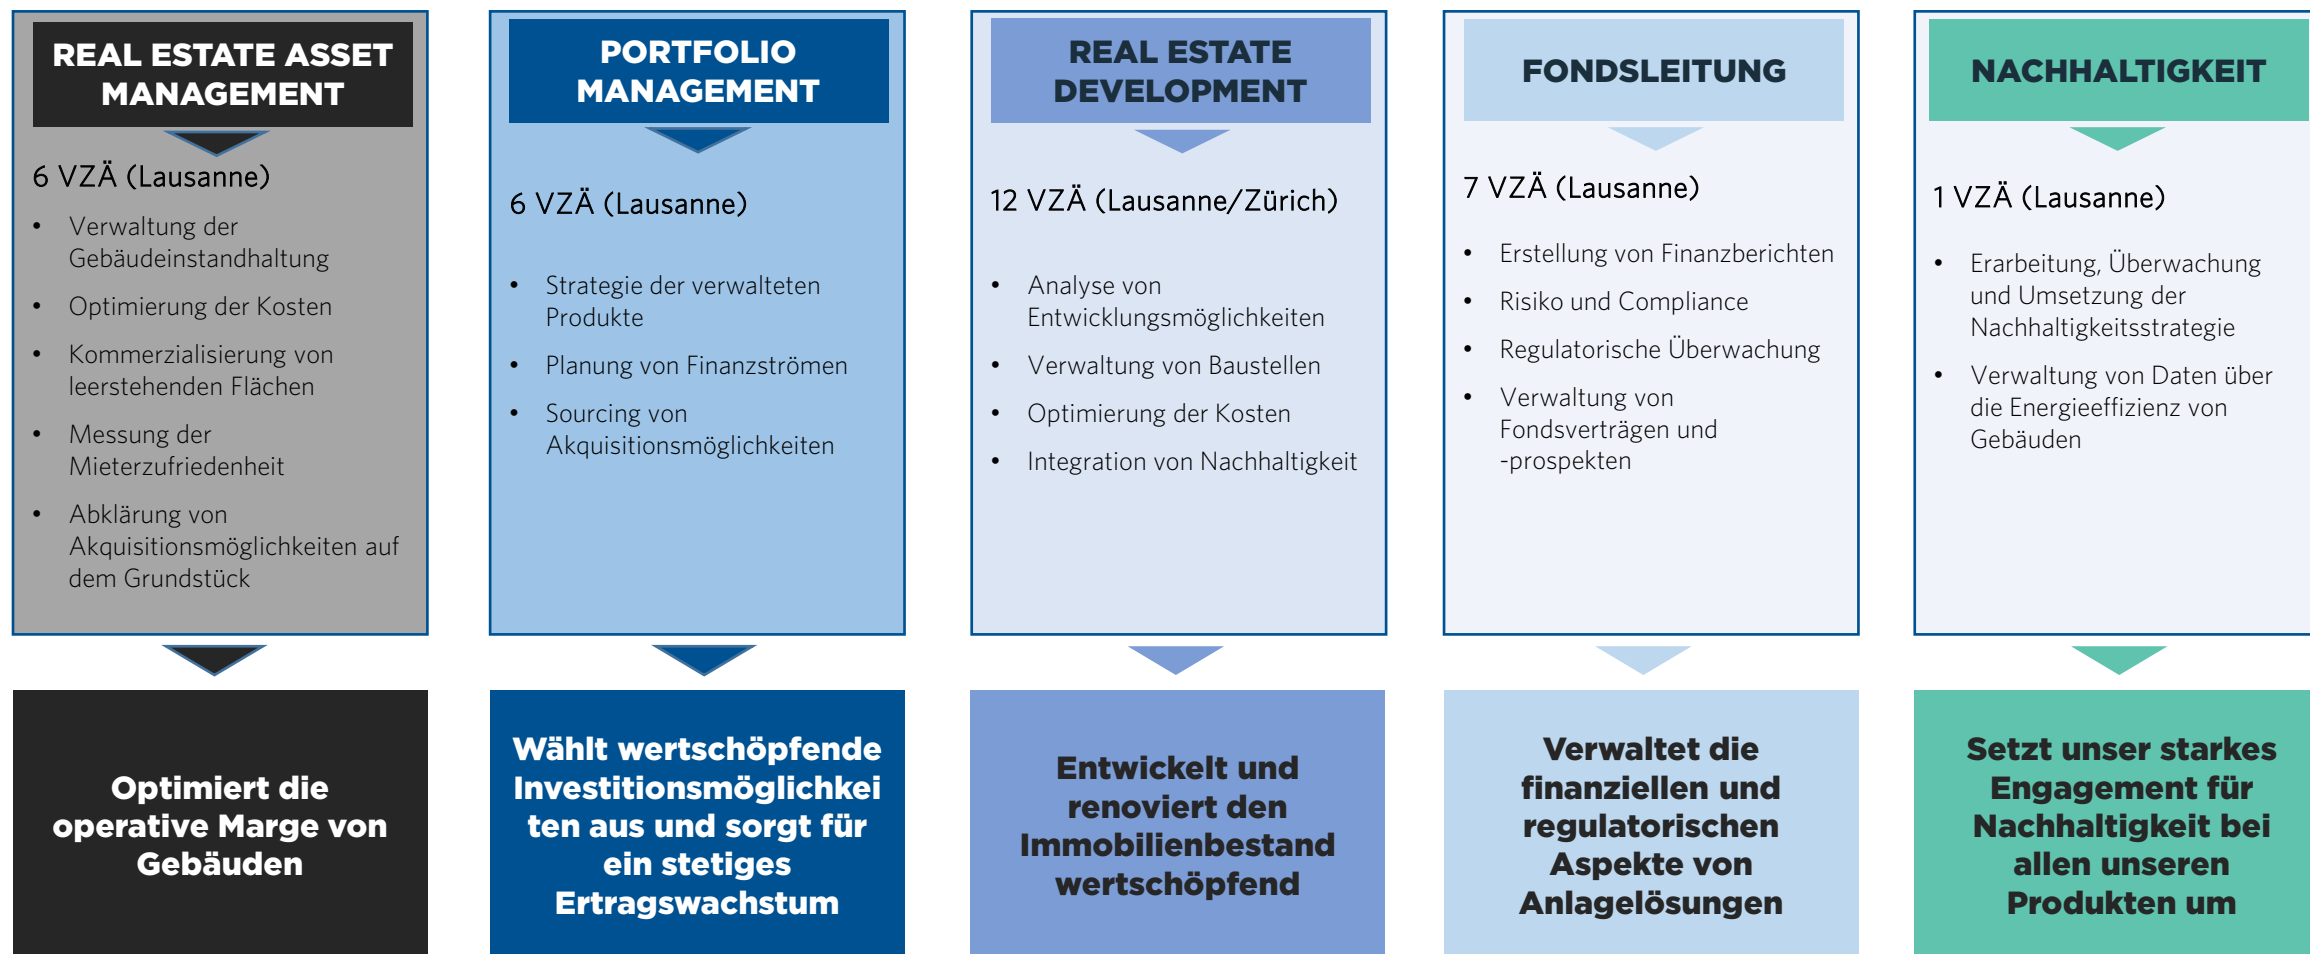 REAL ESTATE ASSET
MANAGEMENT
6 VZÄ (Lausanne)
• Verwaltung der
Gebäudeinstandhaltung
• Optimierung der Kosten
• Kommerzialisierung von
leerstehenden Flächen
• Messung der
Mieterzufriedenheit
• Abklärung von
Akquisitionsmöglichkeiten auf
dem Grundstück
Optimiert die
operative Marge von
Gebäuden
PORTFOLIO
MANAGEMENT
6 VZÄ (Lausanne)
• Strategie der verwalteten
Produkte
• Planung von Finanzströmen
• Sourcing von
Akquisitionsmöglichkeiten
Wählt wertschöpfende
Investitionsmöglichkei
ten aus und sorgt für
ein stetiges
Ertragswachstum
REAL ESTATE
DEVELOPMENT
12 VZÄ (Lausanne/Zürich)
• Analyse von
Entwicklungsmöglichkeiten
• Verwaltung von Baustellen
• Optimierung der Kosten
• Integration von Nachhaltigkeit
Entwickelt und
renoviert den
Immobilienbestand
wertschöpfend
FONDSLEITUNG
7 VZÄ (Lausanne)
• Erstellung von Finanzberichten
• Risiko und Compliance
• Regulatorische Überwachung
• Verwaltung von
Fondsverträgen und
-prospekten
Verwaltet die
finanziellen und
regulatorischen
Aspekte von
Anlagelösungen
NACHHALTIGKEIT
1 VZÄ (Lausanne)
• Erarbeitung, Überwachung
und Umsetzung der
Nachhaltigkeitsstrategie
• Verwaltung von Daten über
die Energieeffizienz von
Gebäuden
Setzt unser starkes
Engagement für
Nachhaltigkeit bei
allen unseren
Produkten um